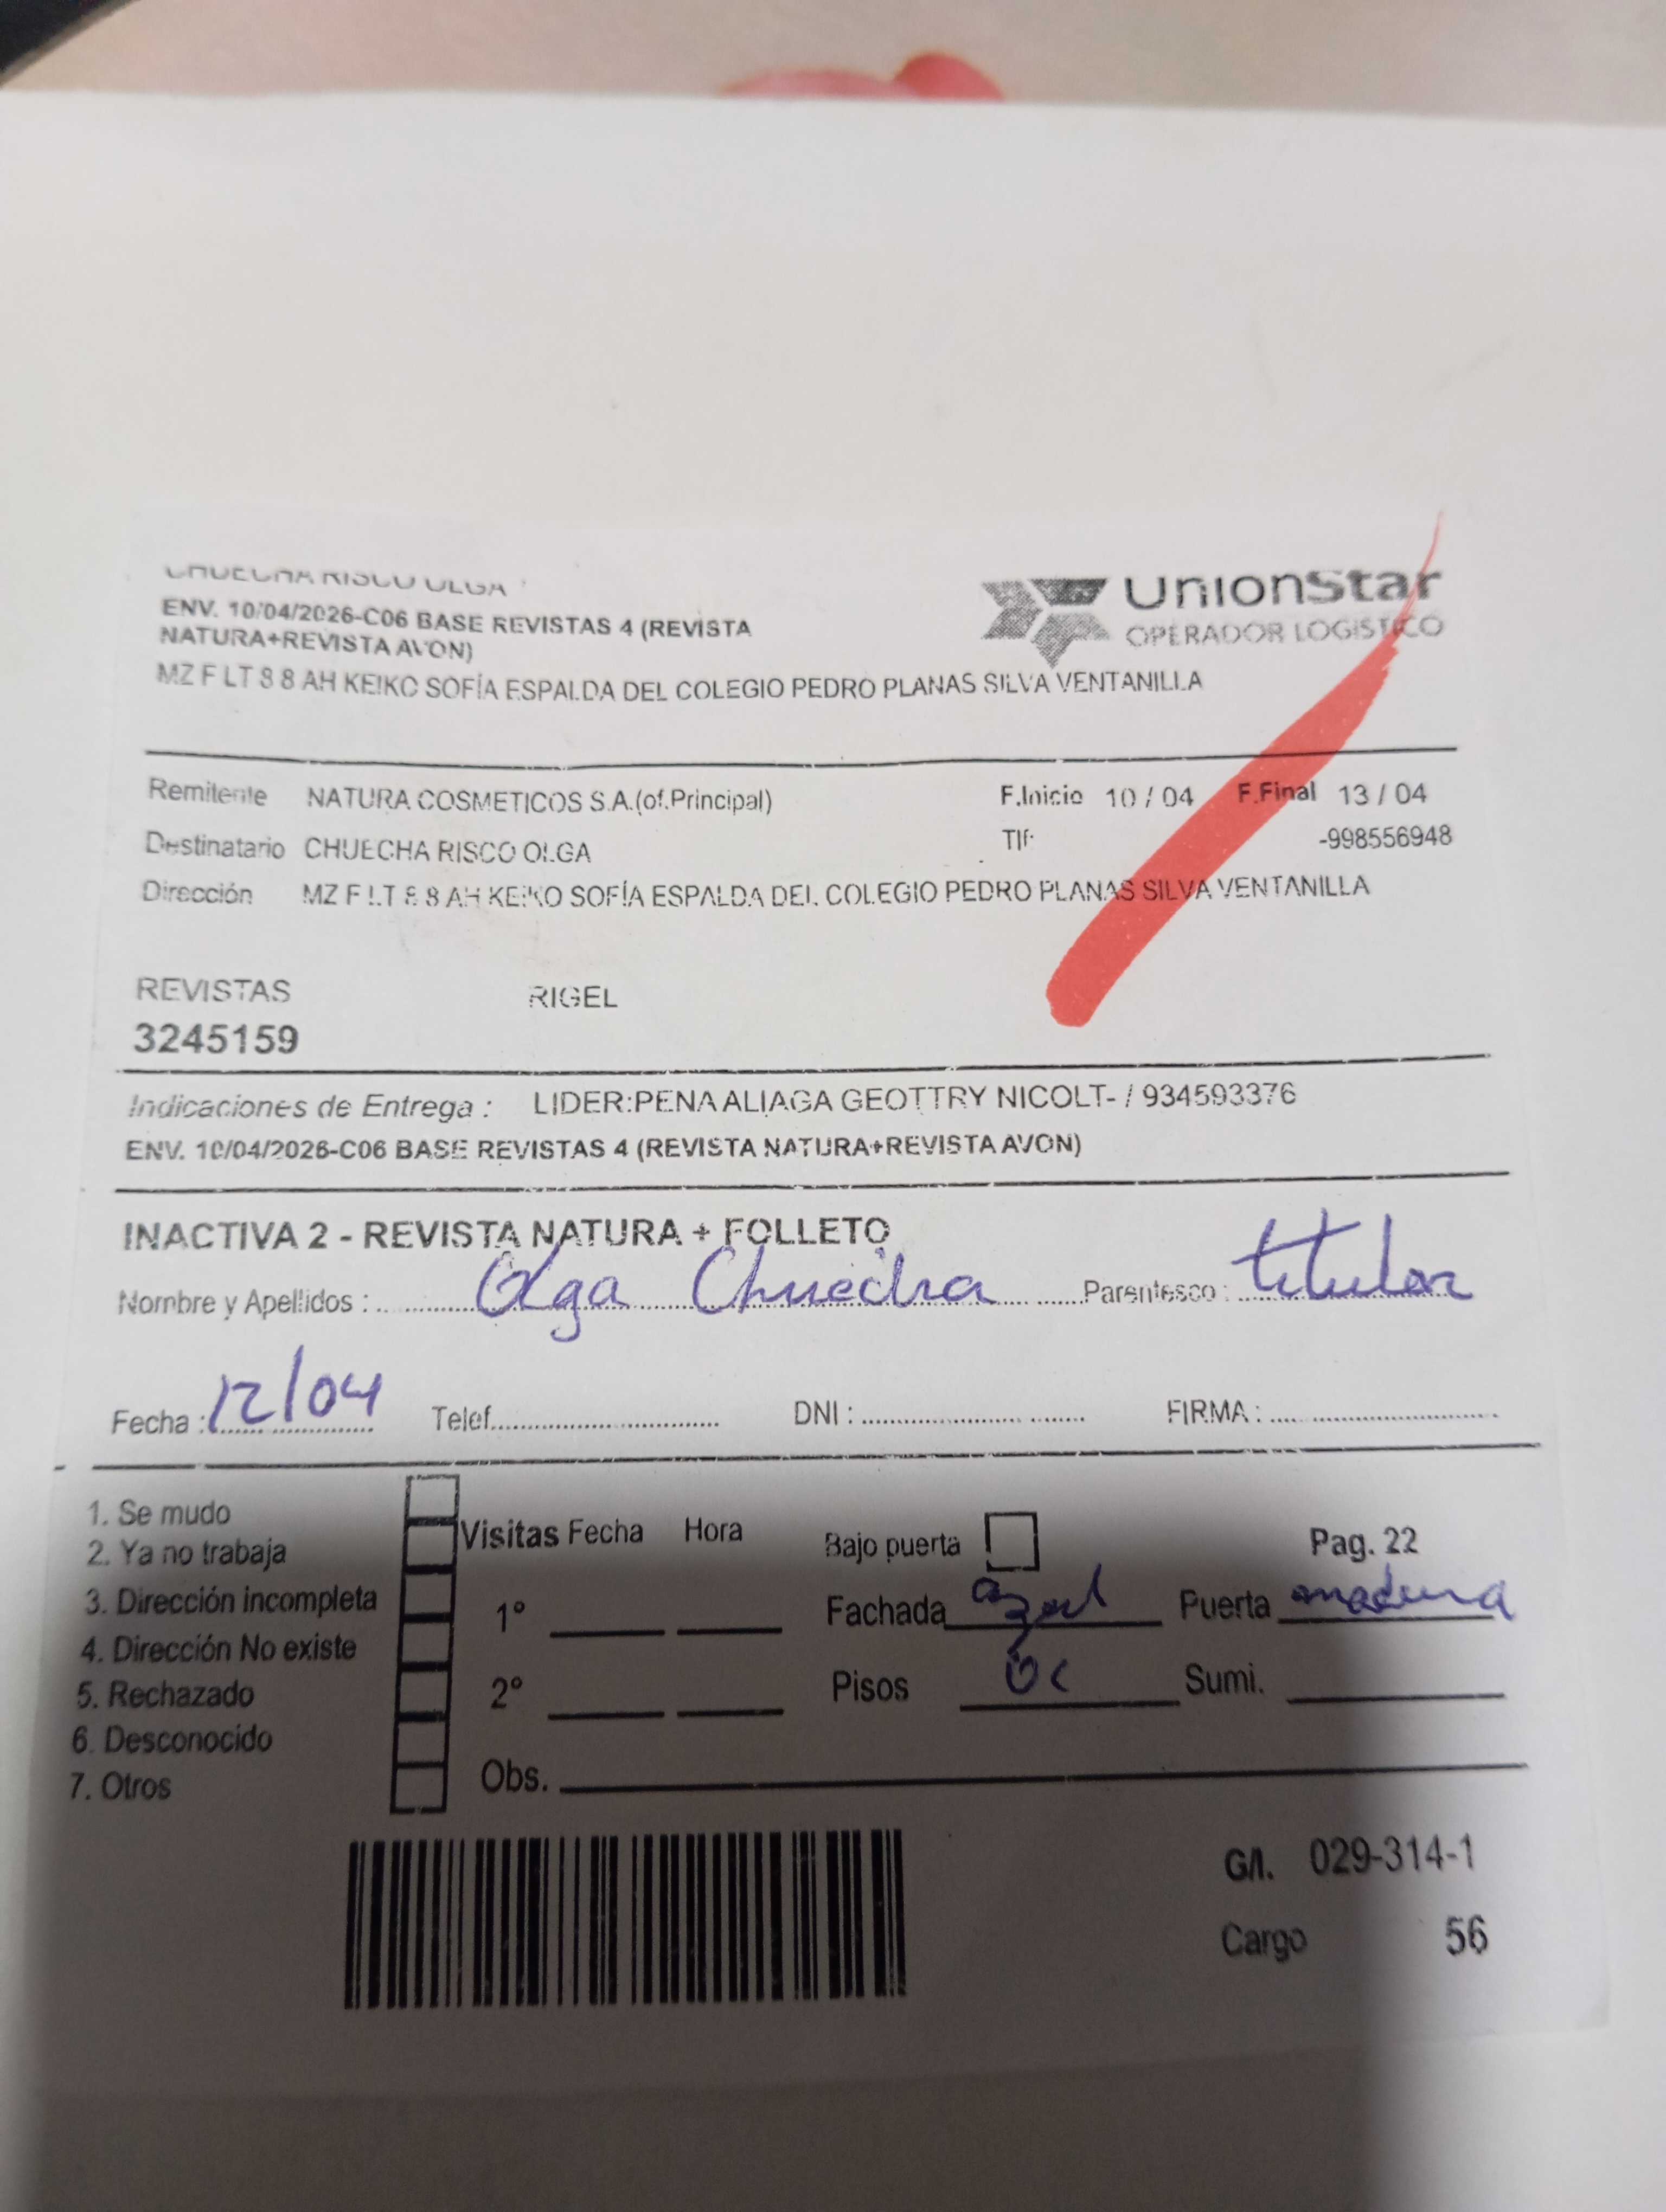 CHUECHA RISCO OLGA
UnionStar
OPERADOR LOGISTICO
ENV. 10/04/2026-C06 BASE REVISTAS 4 (REVISTA
NATURA+REVISTA AVON)
MZ F LT 8 8 AH KEIKO SOFÍA ESPALDA DEL COLEGIO PEDRO PLANAS SILVA VENTANILLA
Remitente NATURA COSMETICOS S.A.(of.Principal) F.Inicio 10 / 04 F.Final 13 / 04
Destinatario CHUECHA RISCO OLGA Tlf: -998556948
Dirección MZ F LT 8 8 AH KEIKO SOFÍA ESPALDA DEL COLEGIO PEDRO PLANAS SILVA VENTANILLA
REVISTAS RIGEL
3245159
Indicaciones de Entrega : LIDER:PENA ALIAGA GEOTTRY NICOLT- / 934593376
ENV. 10/04/2026-C06 BASE REVISTAS 4 (REVISTA NATURA+REVISTA AVON)
INACTIVA 2 - REVISTA NATURA + FOLLETO
Nombre y Apellidos : Olga Chuecha Parentesco : titular
Fecha : 12/04 Telef. DNI : FIRMA :
1. Se mudo
2. Ya no trabaja
3. Dirección incompleta
4. Dirección No existe
5. Rechazado
6. Desconocido
7. Otros
Visitas Fecha Hora
1°
2°
Obs.
Bajo puerta Pag. 22
Fachada azul Puerta madera
Pisos Sumi.
G/I. 029-314-1
Cargo 56